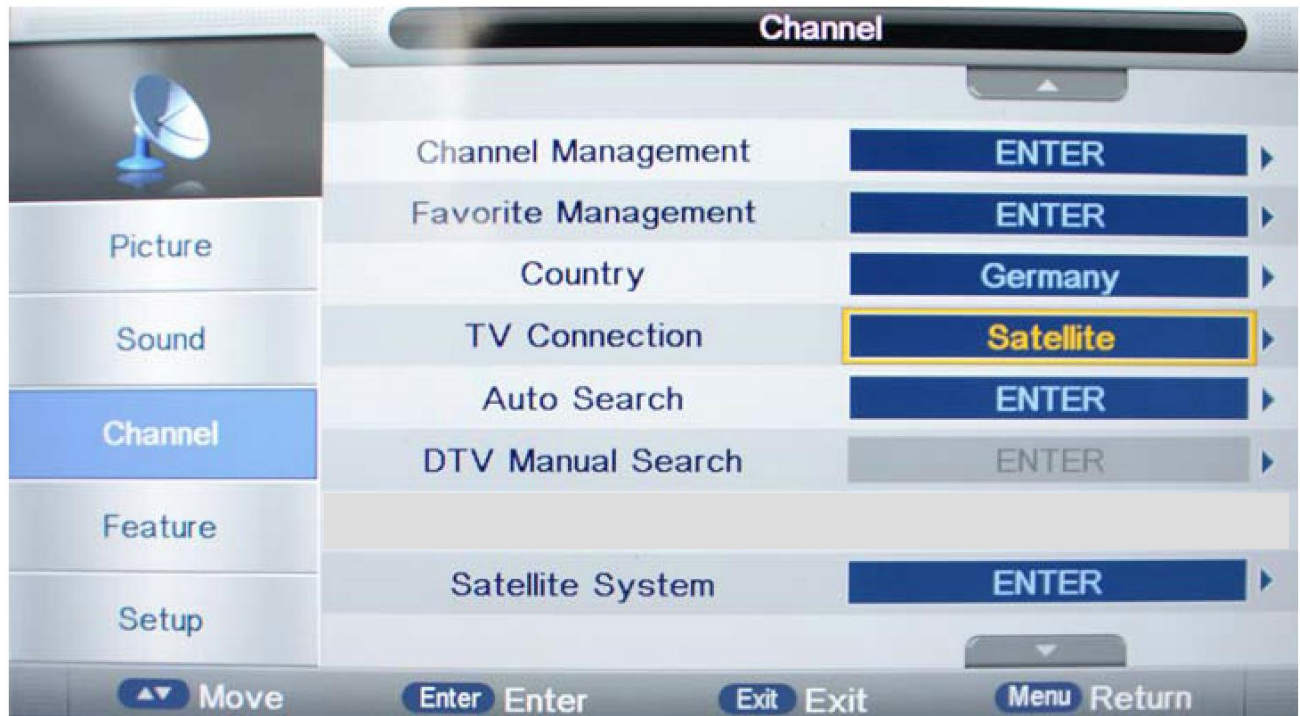 Channel
Channel Management ENTER
Favorite Management ENTER
Picture
Country Germany
Sound
TV Connection Satellite
Auto Search ENTER
Channel
DTV Manual Search ENTER
Feature
Satellite System ENTER
Setup
Move Enter Enter Exit Exit Menu Return